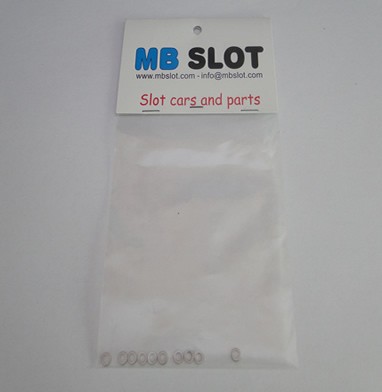 MB SLOT
www.mbslot.com - info@mbslot.com
Slot cars and parts